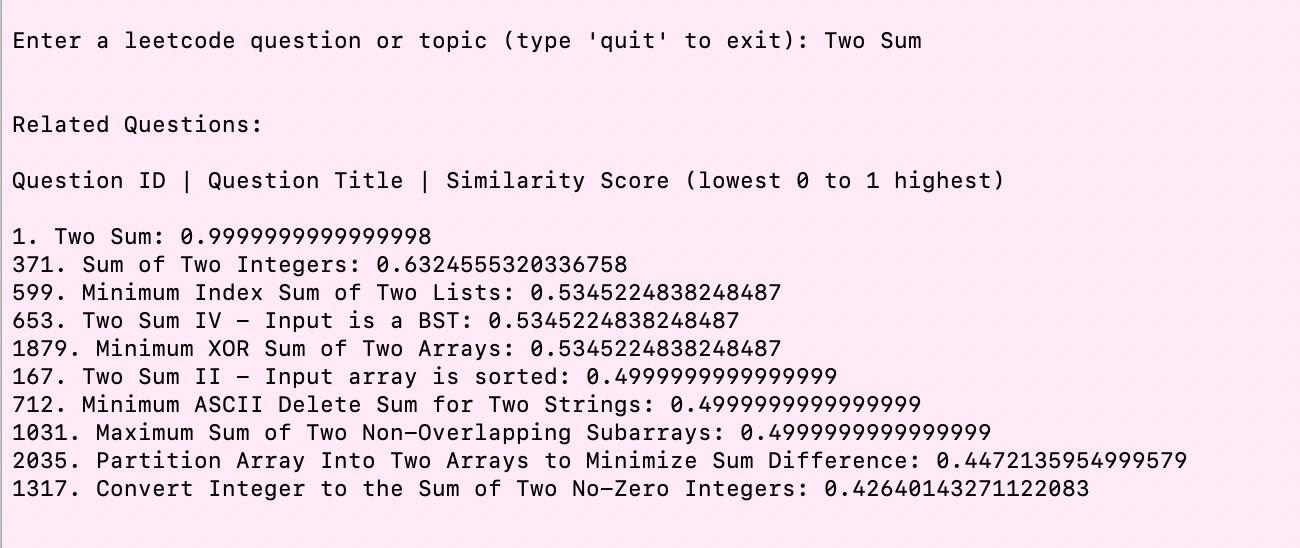 Enter a leetcode question or topic (type 'quit' to exit): Two Sum
Related Questions:
Question ID | Question Title | Similarity Score (lowest 0 to 1 highest)
1. Two Sum: 0.9999999999999998
371. Sum of Two Integers: 0.6324555320336758
599. Minimum Index Sum of Two Lists: 0.5345224838248487
653. Two Sum IV – Input is a BST: 0.5345224838248487
1879. Minimum XOR Sum of Two Arrays: 0.5345224838248487
167. Two Sum II – Input array is sorted: 0.4999999999999999
712. Minimum ASCII Delete Sum for Two Strings: 0.4999999999999999
1031. Maximum Sum of Two Non–Overlapping Subarrays: 0.4999999999999999
2035. Partition Array Into Two Arrays to Minimize Sum Difference: 0.4472135954999579
1317. Convert Integer to the Sum of Two No–Zero Integers: 0.42640143271122083